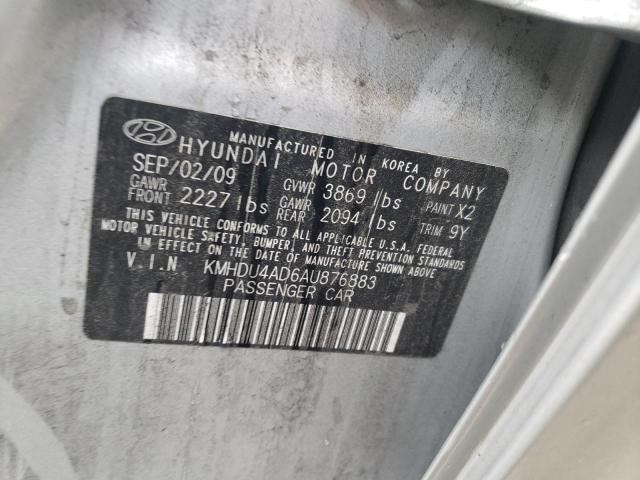 MANUFACTURED IN KOREA BY
HYUNDAI MOTOR COMPANY
SEP/02/09 GVWR 3869 lbs PAINT X2
GAWR FRONT 2227 lbs GAWR REAR 2094 lbs TRIM 9Y
THIS VEHICLE CONFORMS TO ALL APPLICABLE U.S.A. FEDERAL
MOTOR VEHICLE SAFETY, BUMPER, AND THEFT PREVENTION STANDARDS
IN EFFECT ON THE DATE OF MANUFACTURE SHOWN ABOVE.
V.I.N KMHDU4AD6AU876883
PASSENGER CAR